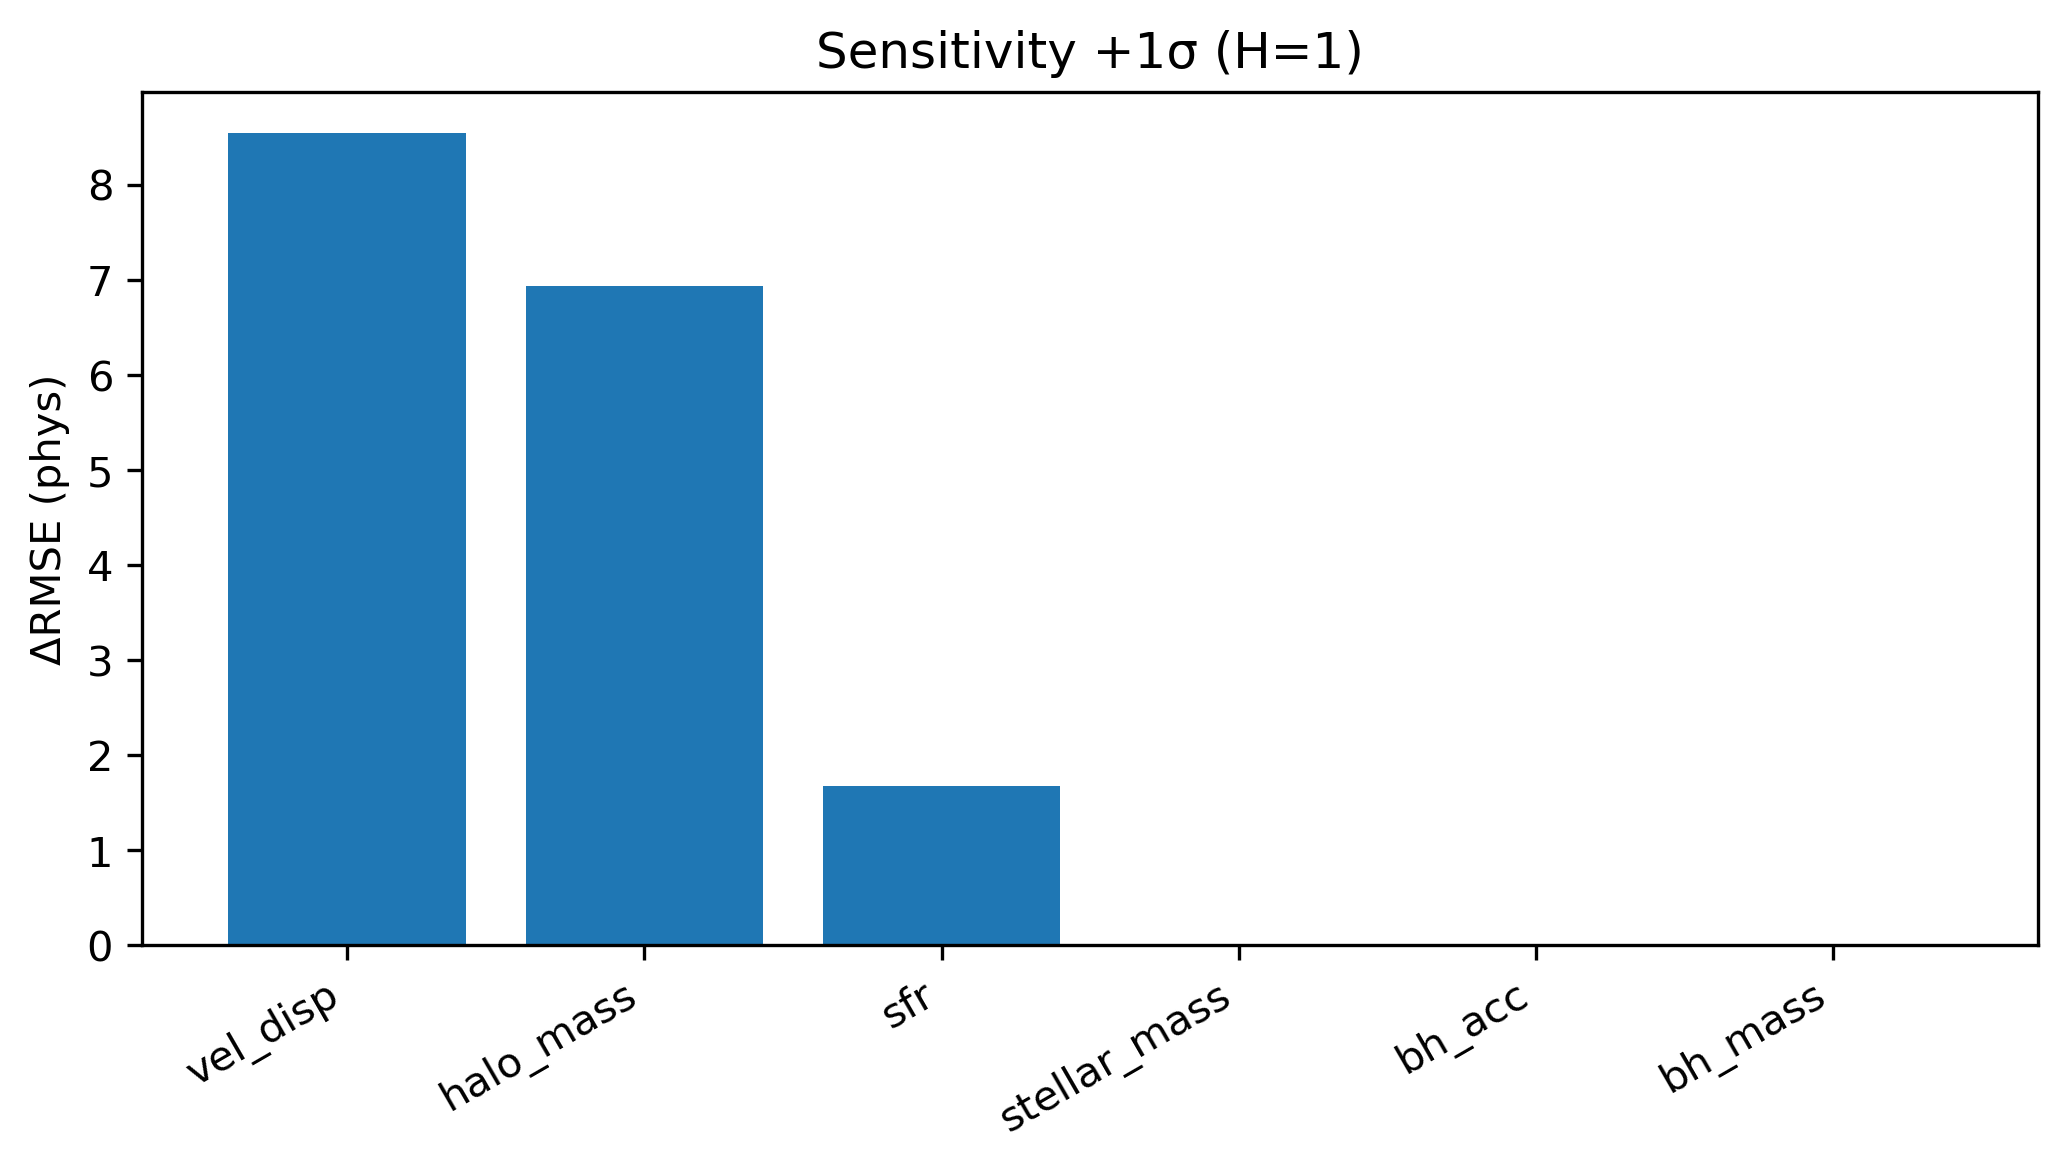 Sensitivity +1σ (H=1)
ΔRMSE (phys)
8
7
6
5
4
3
2
1
0
vel_disp
halo_mass
sfr
stellar_mass
bh_acc
bh_mass